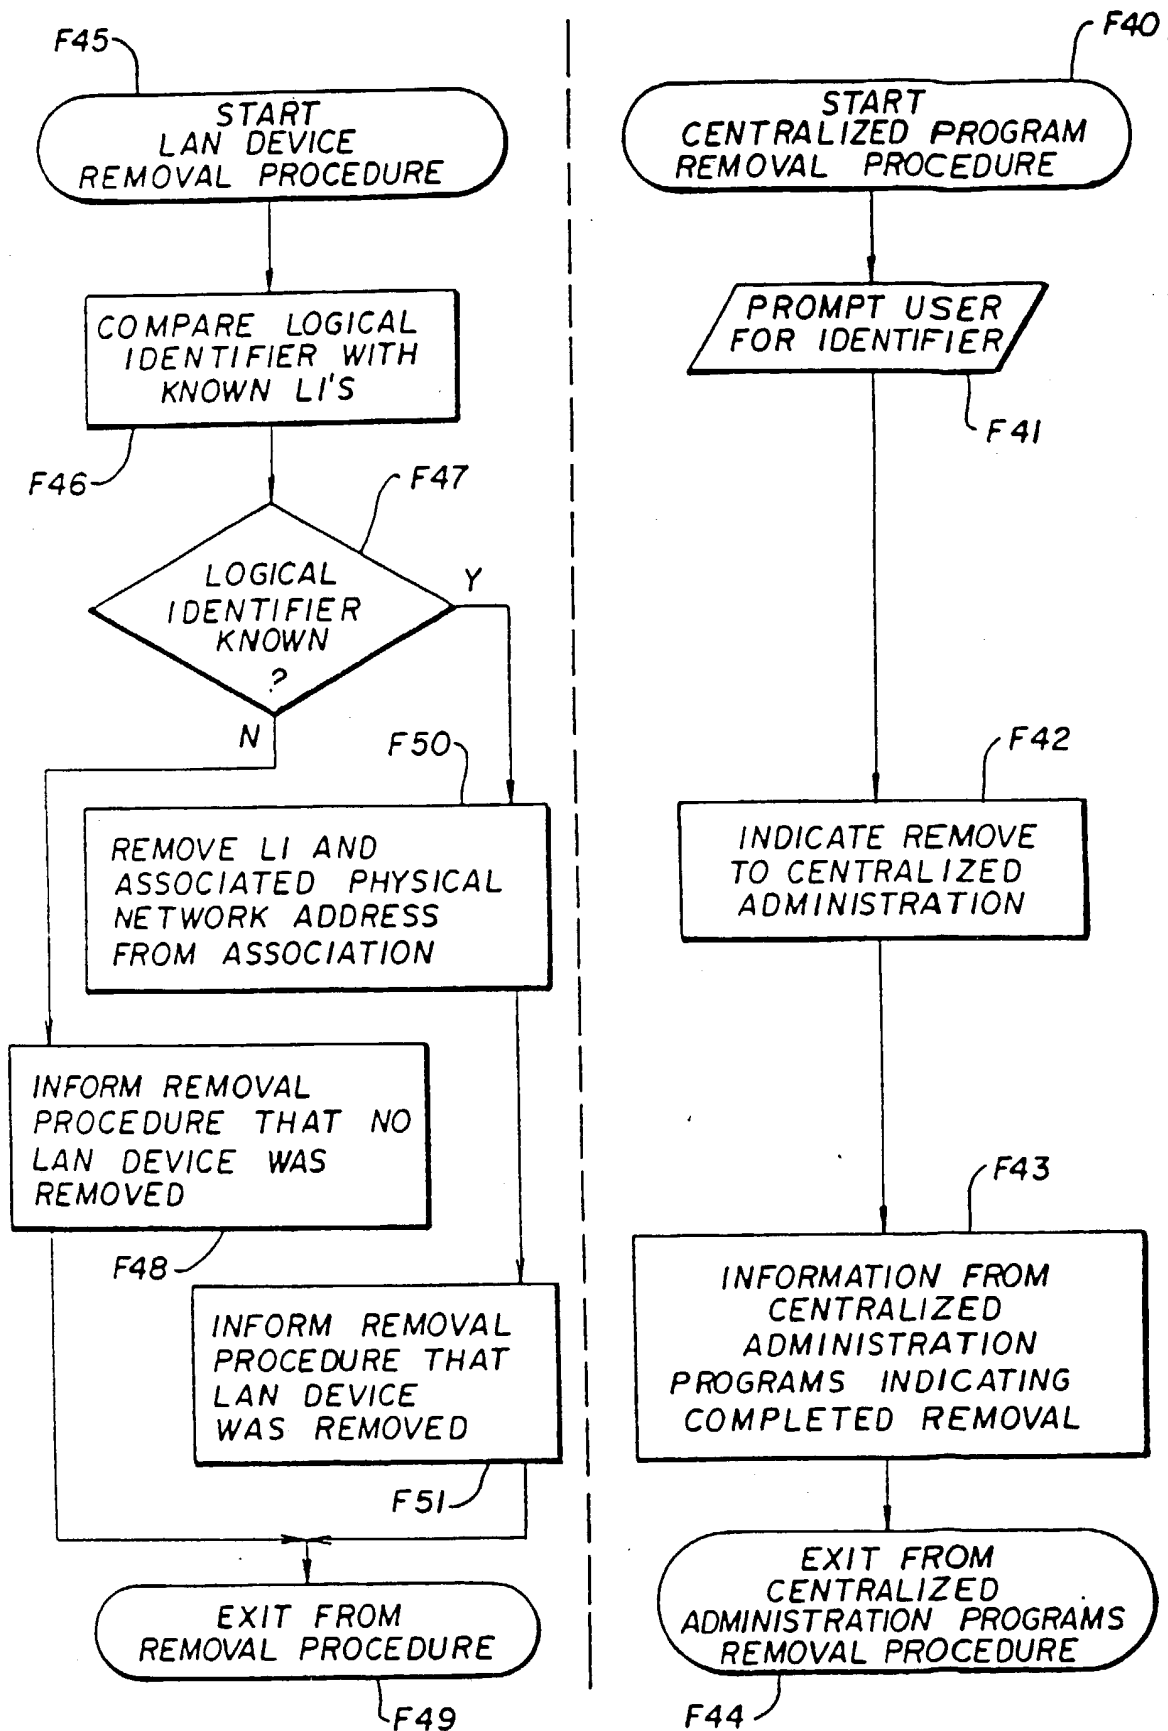 F45
START
LAN DEVICE
REMOVAL PROCEDURE
COMPARE LOGICAL
IDENTIFIER WITH
KNOWN LI'S
F46
F47
LOGICAL
IDENTIFIER
KNOWN
?
Y
N
F50
REMOVE LI AND
ASSOCIATED PHYSICAL
NETWORK ADDRESS
FROM ASSOCIATION
INFORM REMOVAL
PROCEDURE THAT NO
LAN DEVICE WAS
REMOVED
F48
INFORM REMOVAL
PROCEDURE THAT
LAN DEVICE
WAS REMOVED
F51
EXIT FROM
REMOVAL PROCEDURE
F49
F40
START
CENTRALIZED PROGRAM
REMOVAL PROCEDURE
PROMPT USER
FOR IDENTIFIER
F41
F42
INDICATE REMOVE
TO CENTRALIZED
ADMINISTRATION
F43
INFORMATION FROM
CENTRALIZED
ADMINISTRATION
PROGRAMS INDICATING
COMPLETED REMOVAL
EXIT FROM
CENTRALIZED
ADMINISTRATION PROGRAMS
REMOVAL PROCEDURE
F44